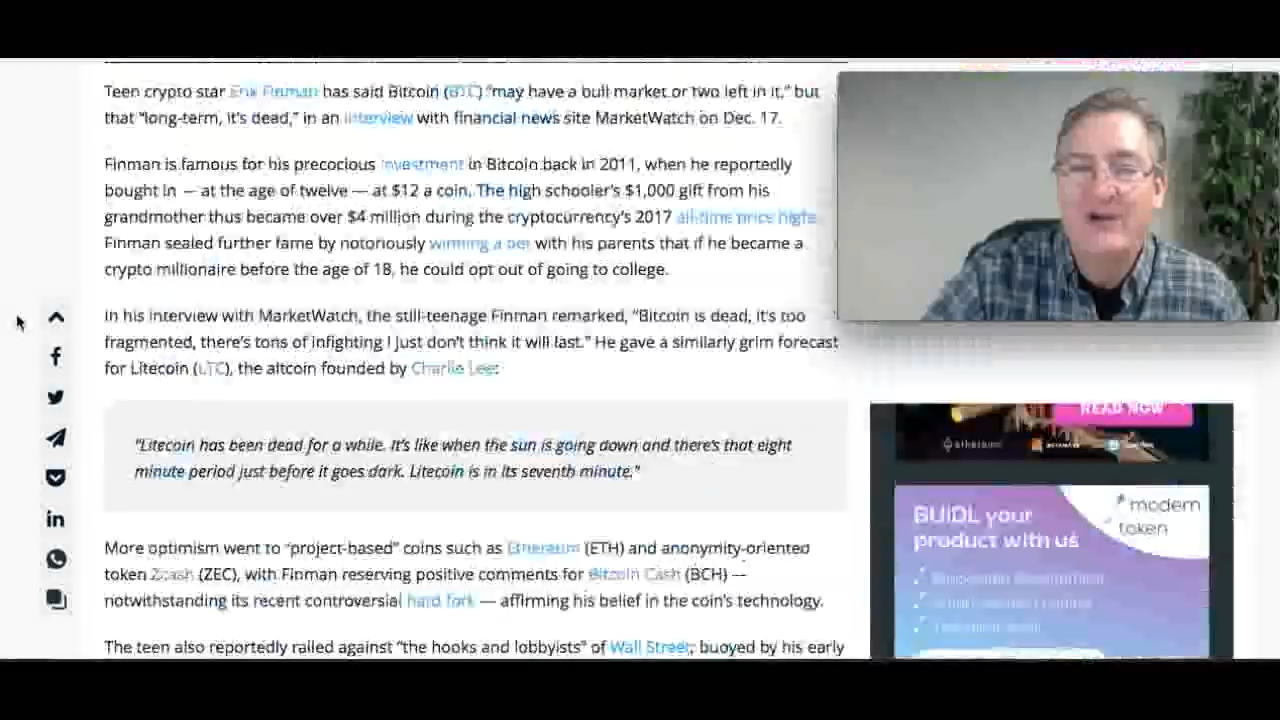 Teen crypto star Erik Finman has said Bitcoin (BTC) “may have a bull market or two left in it,” but
that “long-term, it’s dead,” in an interview with financial news site MarketWatch on Dec. 17.
Finman is famous for his precocious investment in Bitcoin back in 2011, when he reportedly
bought in — at the age of twelve — at $12 a coin. The high schooler’s $1,000 gift from his
grandmother thus became over $4 million during the cryptocurrency’s 2017 all-time price highs.
Finman sealed further fame by notoriously winning a bet with his parents that if he became a
crypto millionaire before the age of 18, he could opt out of going to college.
In his interview with MarketWatch, the still-teenage Finman remarked, “Bitcoin is dead, it’s too
fragmented, there’s tons of infighting I just don’t think it will last.” He gave a similarly grim forecast
for Litecoin (LTC), the altcoin founded by Charlie Lee:
“Litecoin has been dead for a while. It’s like when the sun is going down and there’s that eight
minute period just before it goes dark. Litecoin is in its seventh minute.”
More optimism went to “project-based” coins such as Ethereum (ETH) and anonymity-oriented
token Zcash (ZEC), with Finman reserving positive comments for Bitcoin Cash (BCH) —
notwithstanding its recent controversial hard fork — affirming his belief in the coin’s technology.
The teen also reportedly railed against “the hooks and lobbyists” of Wall Street, buoyed by his early
READ NOW
ethereum
modern
token
BUIDL your
product with us